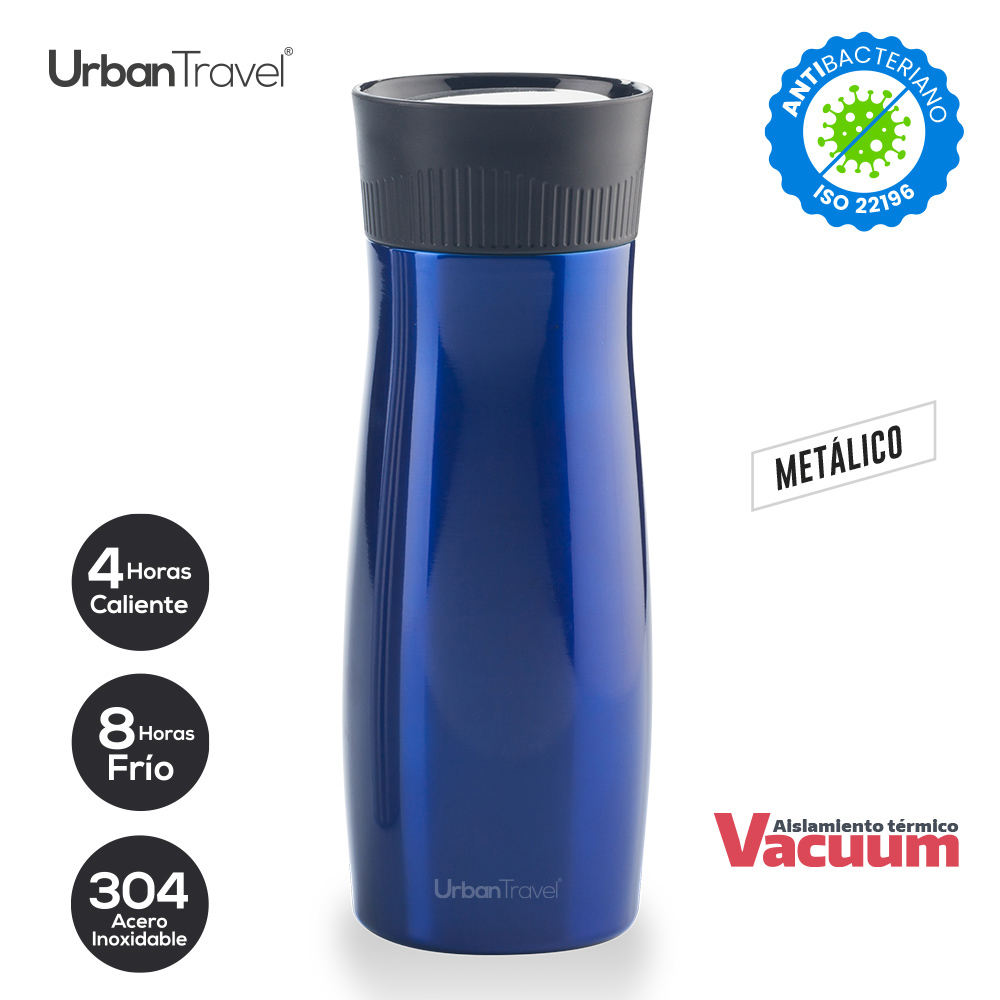 UrbanTravel®
ANTIBACTERIANO
ISO 22196
METÁLICO
4 Horas
Caliente
8 Horas
Frío
304
Acero
Inoxidable
Aislamiento térmico
Vacuum
UrbanTravel®